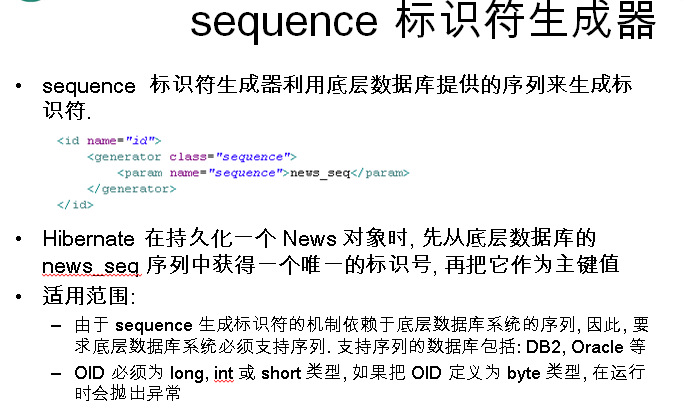 sequence 标识符生成器
• sequence 标识符生成器利用底层数据库提供的序列来生成标
识符.
<id name="id">
<generator class="sequence">
<param name="sequence">news_seq</param>
</generator>
</id>
• Hibernate 在持久化一个 News 对象时, 先从底层数据库的
news_seq 序列中获得一个唯一的标识号, 再把它作为主键值
• 适用范围:
– 由于 sequence 生成标识符的机制依赖于底层数据库系统的序列, 因此, 要
求底层数据库系统必须支持序列. 支持序列的数据库包括: DB2, Oracle 等
– OID 必须为 long, int 或 short 类型, 如果把 OID 定义为 byte 类型, 在运行
时会抛出异常